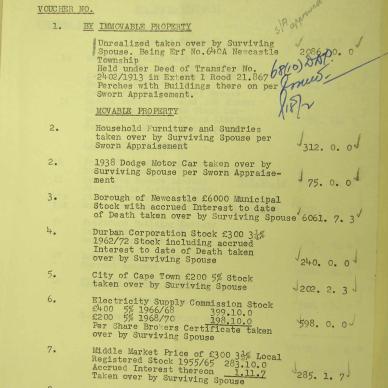 VOUCHER NO.
S/A approved
1. BY IMMOVABLE PROPERTY
Unrealized taken over by Surviving
Spouse. Being Erf No.640A Newcastle 2086. 0. 0
Township
Held under Deed of Transfer No.
2402/1913 in Extent 1 Rood 21.867
Perches with Buildings there on per
Sworn Appraisement.
MOVABLE PROPERTY
2. Household Furniture and Sundries
taken over by Surviving Spouse per
Sworn Appraisement 312. 0. 0
2. 1938 Dodge Motor Car taken over by
Surviving Spouse per Sworn Appraise-
ment 75. 0. 0
3. Borough of Newcastle £6000 Municipal
Stock with accrued Interest to date
of Death taken over by Surviving Spouse 6061. 7. 3
4. Durban Corporation Stock £300 3¼%
1962/72 Stock including accrued
Interest to date of Death taken
over by Surviving Spouse 240. 0. 0
5. City of Cape Town £200 5% Stock
taken over by Surviving Spouse 202. 2. 3
6. Electricity Supply Commission Stock
£400 5% 1966/68 399.10.0
£200 5% 1968/70 198.10.0
Per Share Brokers Certificate taken 598. 0. 0
over by Surviving Spouse
7. Middle Market Price of £300 3¾% Local
Registered Stock 1955/65 283.10.0
Accrued Interest thereon 1.11.7
Taken over by Surviving Spouse 285. 1. 7